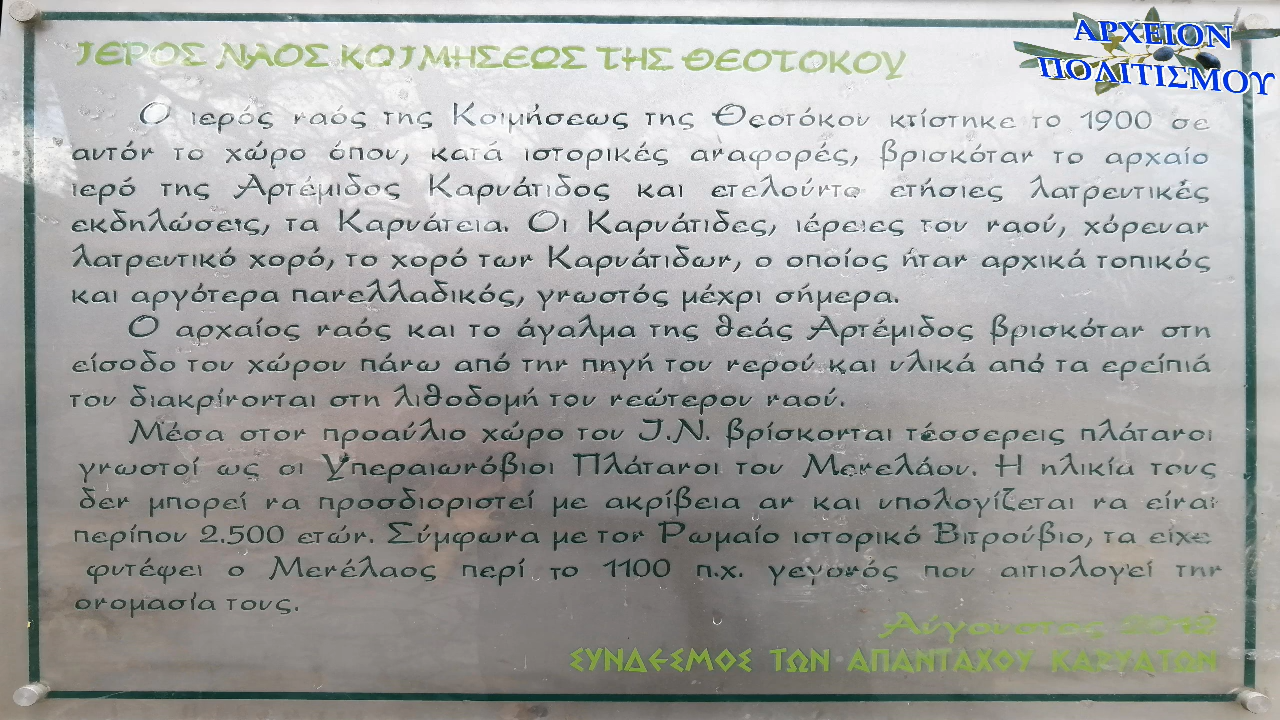 ΑΡΧΕΙΟΝ
ΠΟΛΙΤΙΣΜΟΥ
ΙΕΡΟΣ ΝΑΟΣ ΚΟΙΜΗΣΕΩΣ ΤΗΣ ΘΕΟΤΟΚΟΥ
Ο ιερός ναός της Κοιμήσεως της Θεοτόκου κτίστηκε το 1900 σε
αυτόν το χώρο όπου, κατά ιστορικές αναφορές, βρισκόταν το αρχαίο
ιερό της Αρτέμιδος Καρυάτιδος και ετελούντο ετήσιες λατρευτικές
εκδηλώσεις, τα Καρυάτεια. Οι Καρυάτιδες, ιέρειες του ναού, χόρευαν
λατρευτικό χορό, το χορό των Καρυάτιδων, ο οποίος ήταν αρχικά τοπικός
και αργότερα πανελλαδικός, γνωστός μέχρι σήμερα.
Ο αρχαίος ναός και το άγαλμα της θεάς Αρτέμιδος βρισκόταν στη
είσοδο του χώρου πάνω από την πηγή του νερού και υλικά από τα ερείπιά
του διακρίνονται στη λιθοδομή του νεώτερου ναού.
Μέσα στον προαύλιο χώρο του Ι.Ν. βρίσκονται τέσσερεις πλάτανοι
γνωστοί ως οι Υπεραιωνόβιοι Πλάτανοι του Μενελάου. Η ηλικία τους
δεν μπορεί να προσδιοριστεί με ακρίβεια αν και υπολογίζεται να είναι
περίπου 2.500 ετών. Σύμφωνα με τον Ρωμαίο ιστορικό Βιτρούβιο, τα είχε
φυτέψει ο Μενέλαος περί το 1100 π.χ. γεγονός που αιτιολογεί την
ονομασία τους.
Αύγουστος 2012
ΣΥΝΔΕΣΜΟΣ ΤΩΝ ΑΠΑΝΤΑΧΟΥ ΚΑΡΥΑΤΩΝ